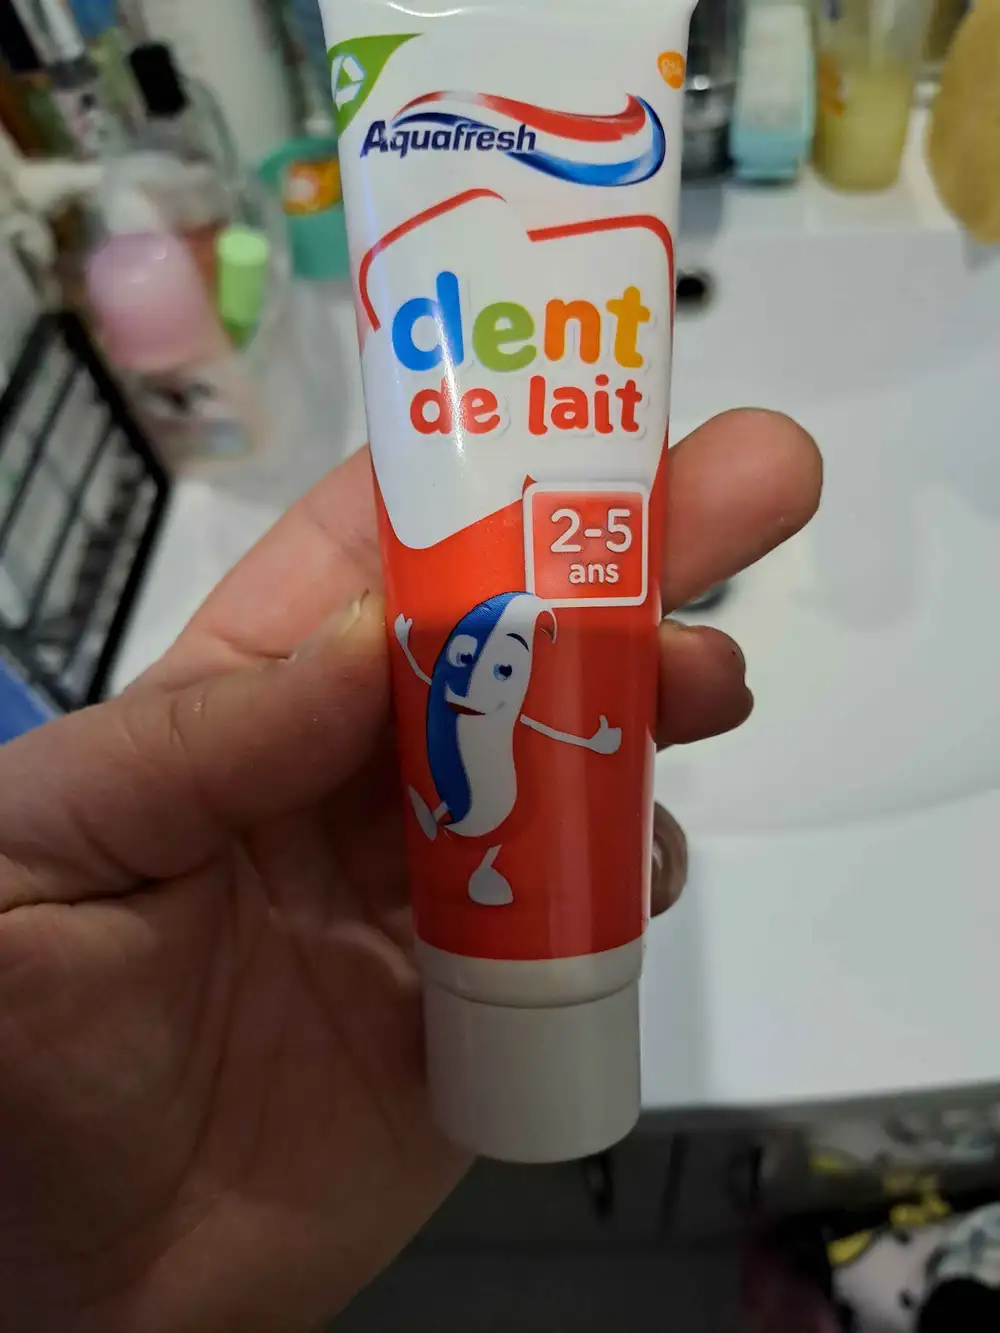 Aquafresh
dent
de lait
2-5
ans